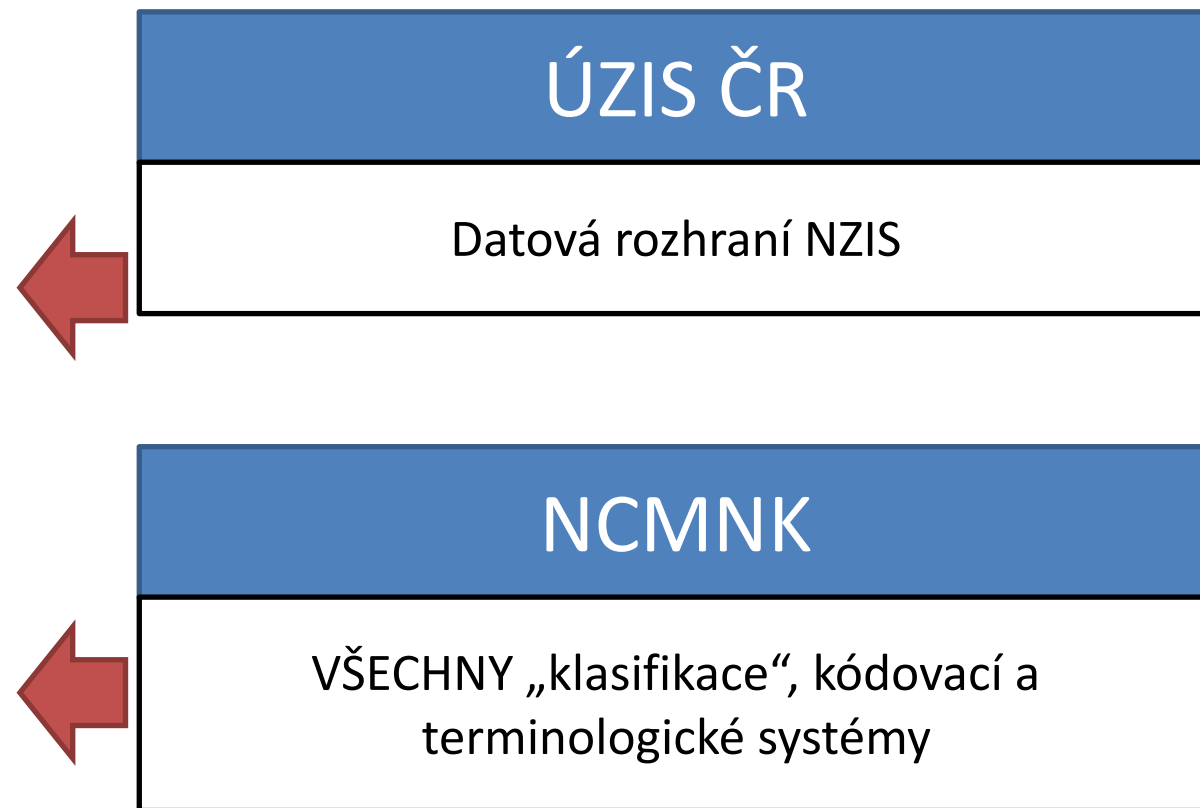 ÚZIS ČR
Datová rozhraní NZIS
NCMNK
VŠECHNY „klasifikace“, kódovací a
terminologické systémy